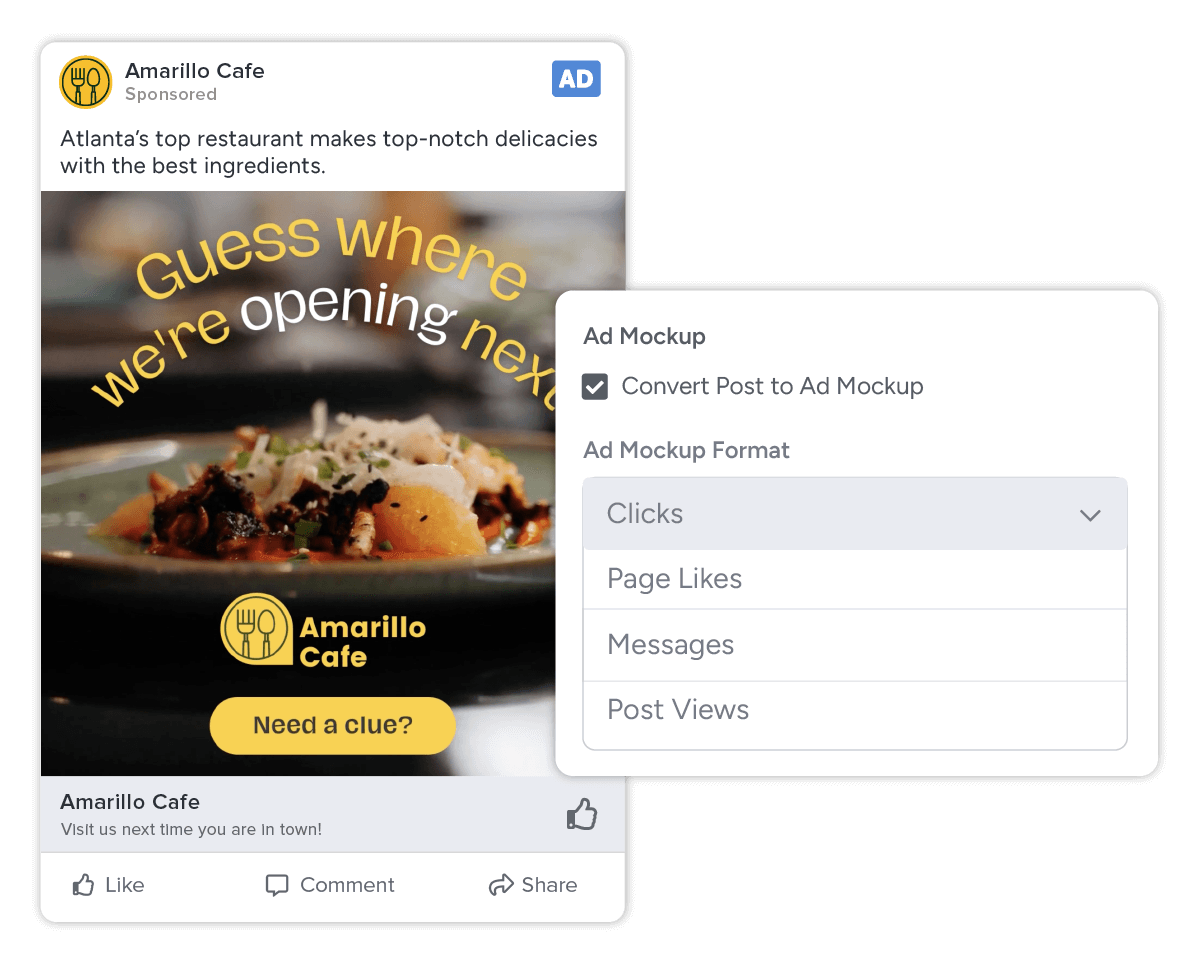 Amarillo Cafe
Sponsored
AD
Atlanta’s top restaurant makes top-notch delicacies
with the best ingredients.
Guess where
we're opening next
Amarillo
Cafe
Need a clue?
Amarillo Cafe
Visit us next time you are in town!
Like
Comment
Share
Ad Mockup
Convert Post to Ad Mockup
Ad Mockup Format
Clicks
Page Likes
Messages
Post Views